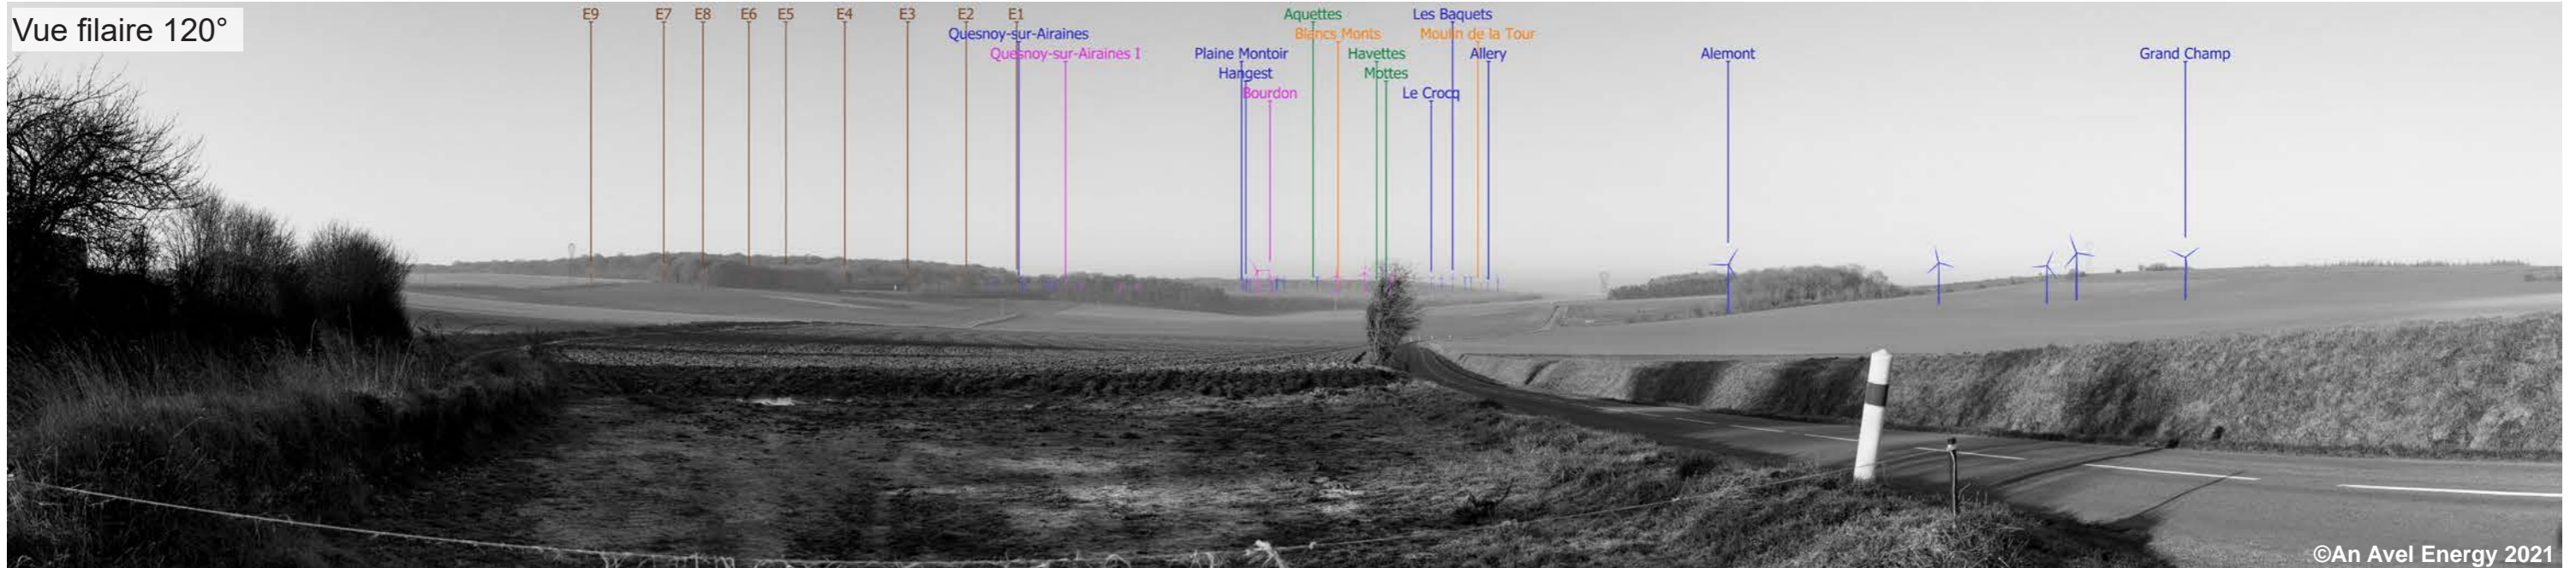 Vue filaire 120°
E9 E7 E8 E6 E5 E4 E3 E2 E1
Aquettes
Les Baquets
Quesnoy-sur-Airaines
Blancs Monts
Moulin de la Tour
Quesnoy-sur-Airaines I
Plaine Montoir
Havettes
Allery
Alemont
Grand Champ
Hangest
Mottes
Bourdon
Le Crocq
©An Avel Energy 2021